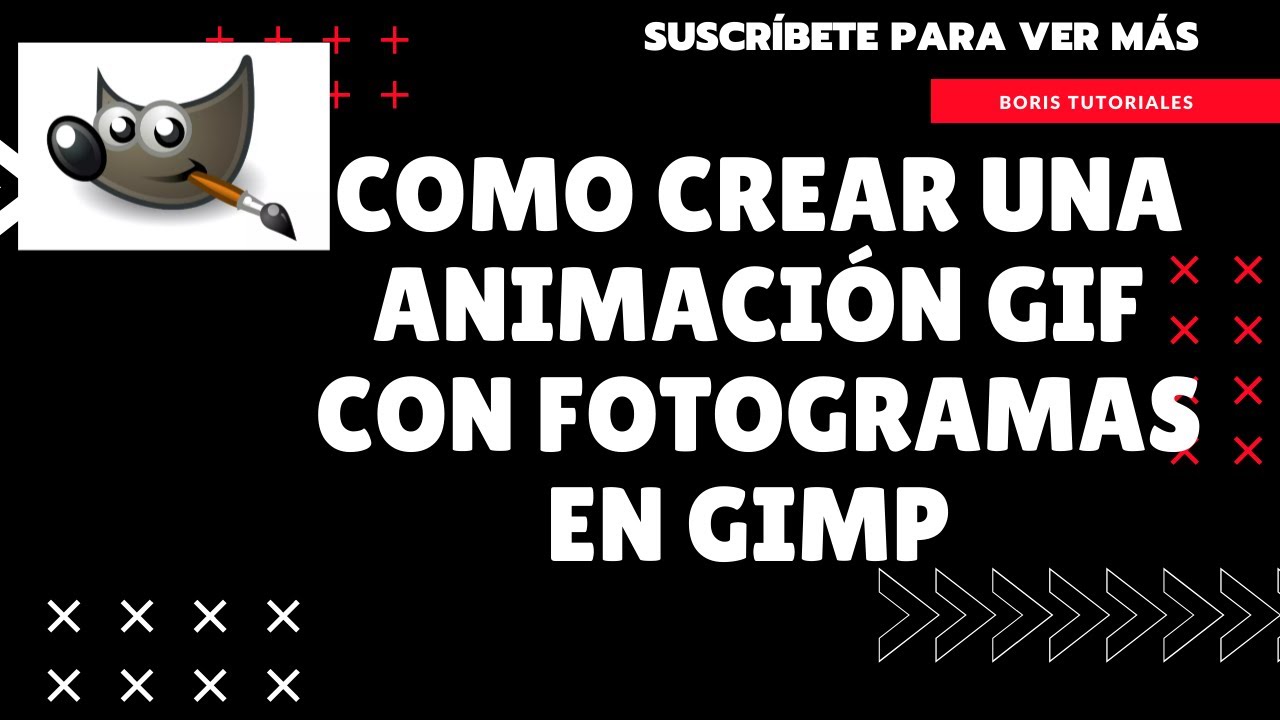 SUSCRÍBETE PARA VER MÁS
BORIS TUTORIALES
COMO CREAR UNA
ANIMACIÓN GIF
CON FOTOGRAMAS
EN GIMP